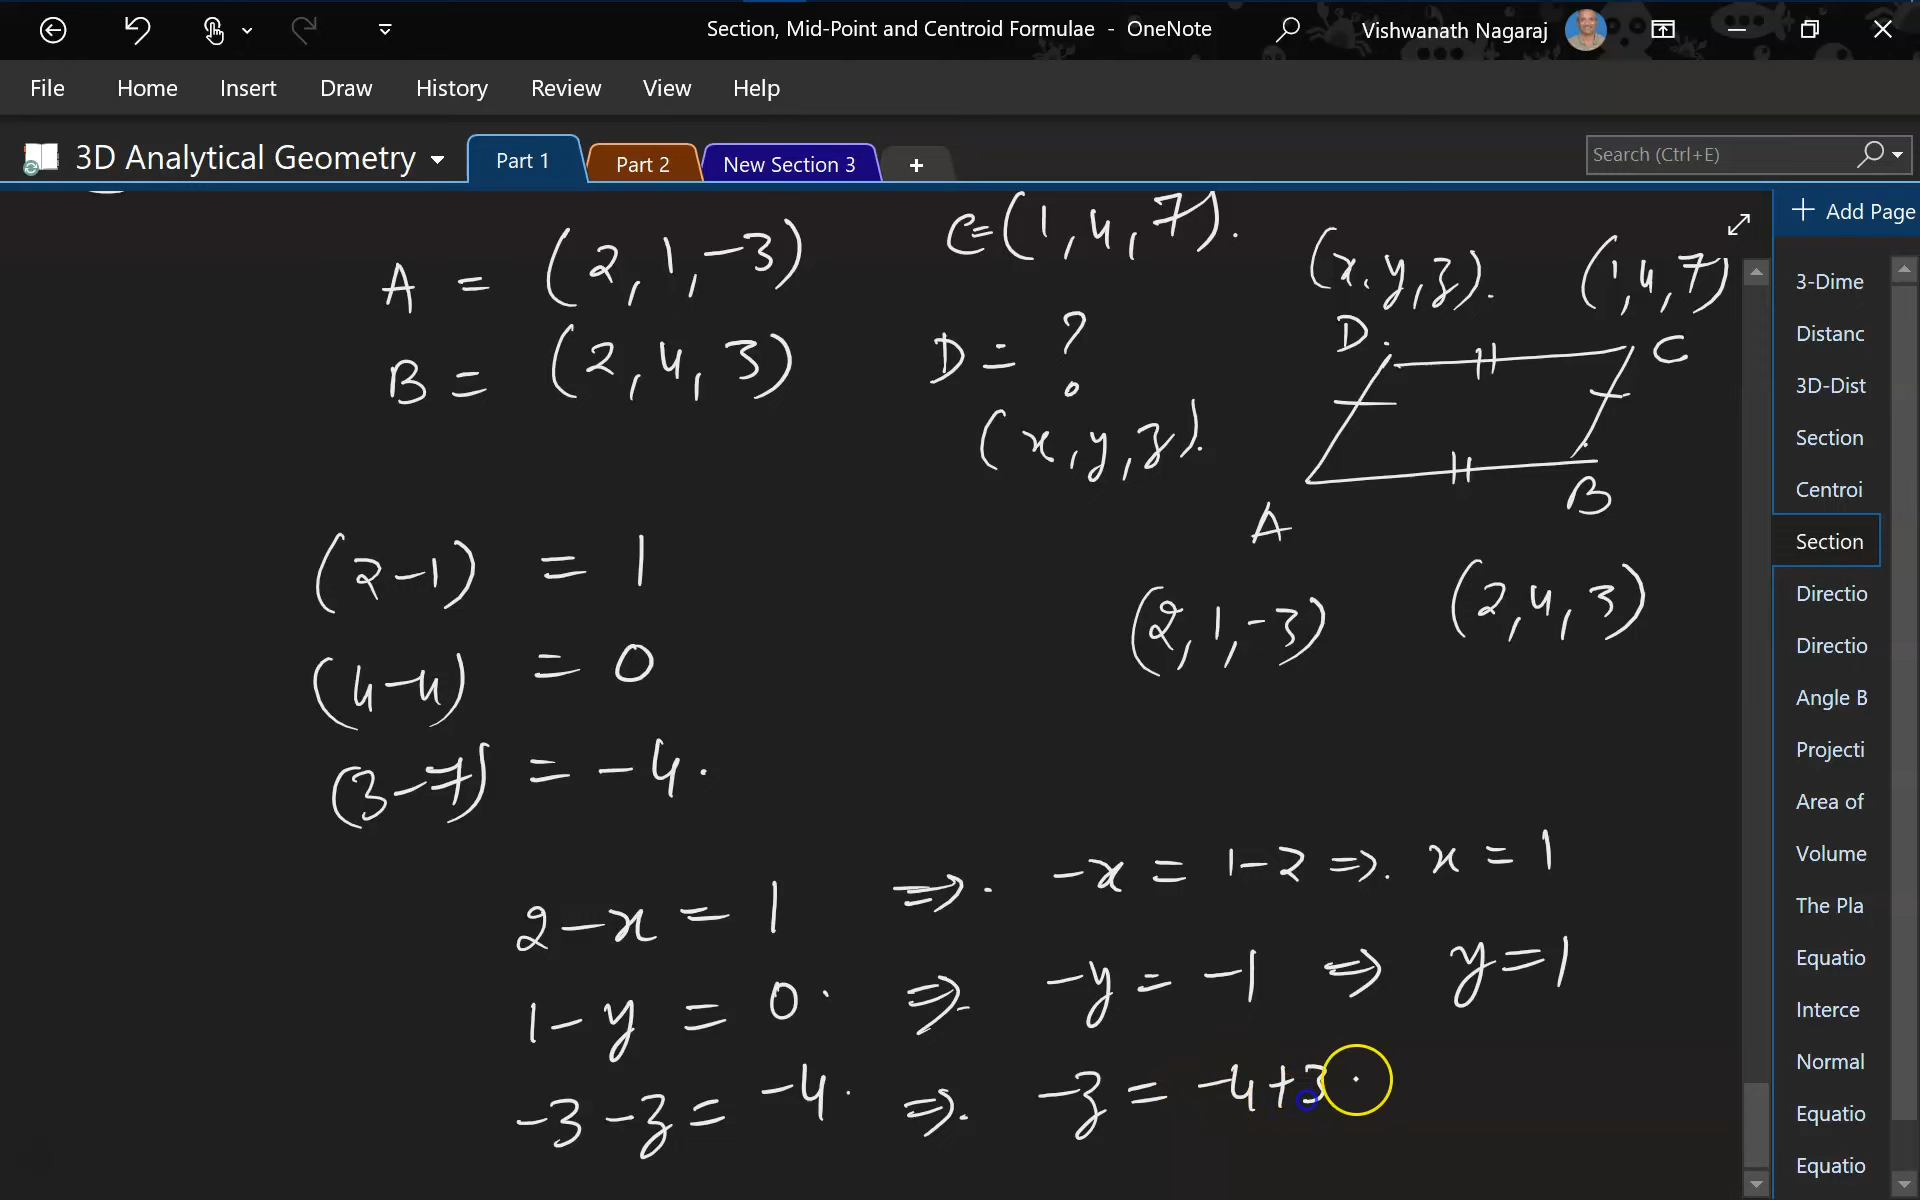 Section, Mid-Point and Centroid Formulae - OneNote
Vishwanath Nagaraj
File Home Insert Draw History Review View Help
3D Analytical Geometry
Part 1 Part 2 New Section 3 +
Search (Ctrl+E)
+ Add Page
A = (2, 1, -3)
C = (1, 4, 7).
B = (2, 4, 3)
D = ?
(x, y, z).
(x, y, z). (1, 4, 7)
D. C
A B
(2, 1, -3) (2, 4, 3)
(2-1) = 1
(4-4) = 0
(3-7) = -4.
2-x = 1 ⇒. -x = 1-2 ⇒. x = 1
1-y = 0. ⇒. -y = -1 ⇒ y = 1
-3-z = -4. ⇒. -z = -4+3
3-Dime
Distanc
3D-Dist
Section
Centroi
Section
Directio
Directio
Angle B
Projecti
Area of
Volume
The Pla
Equatio
Interce
Normal
Equatio
Equatio